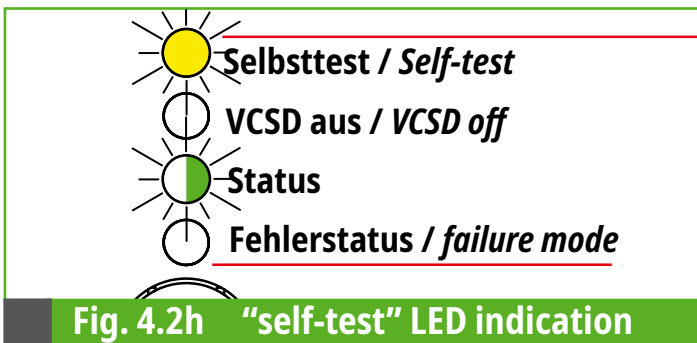 Selbsttest / Self-test
VCSD aus / VCSD off
Status
Fehlerstatus / failure mode
Fig. 4.2h “self-test” LED indication